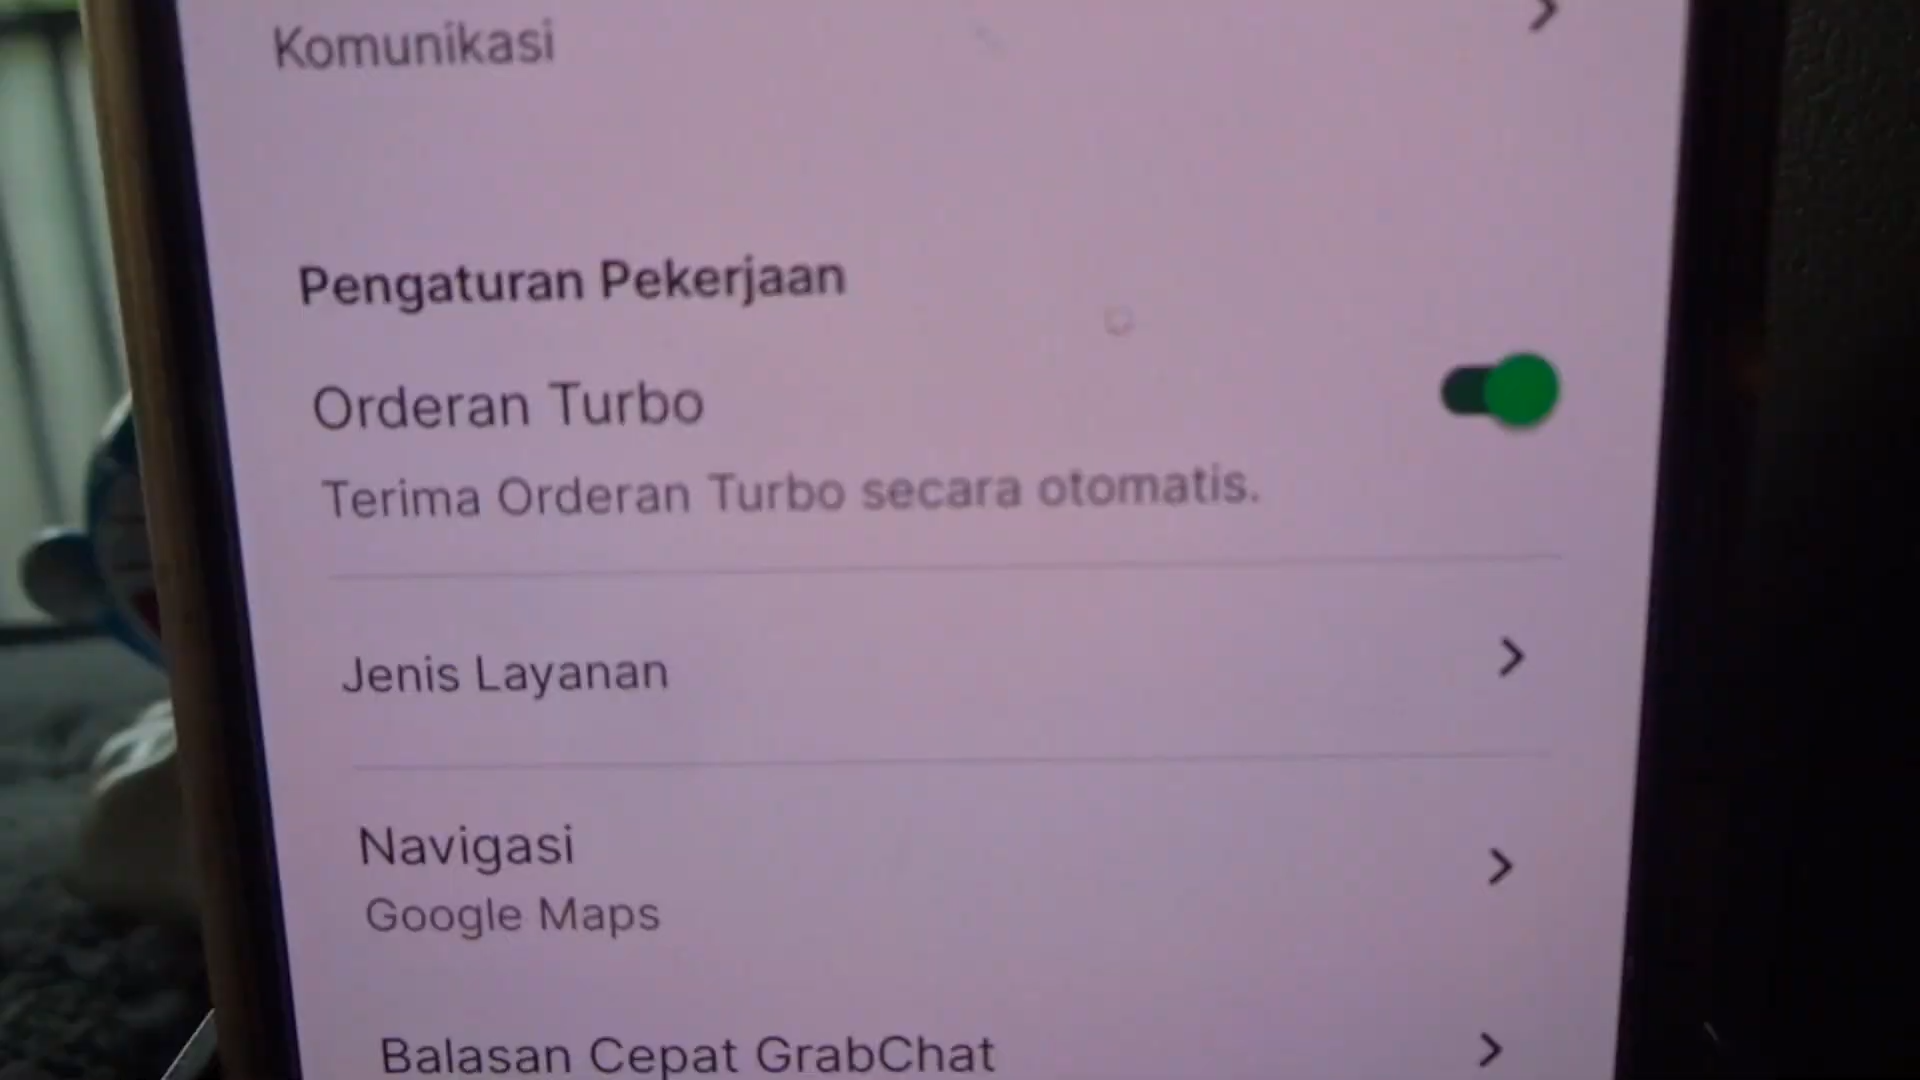 Komunikasi
Pengaturan Pekerjaan
Orderan Turbo
Terima Orderan Turbo secara otomatis.
Jenis Layanan
Navigasi
Google Maps
Balasan Cepat GrabChat